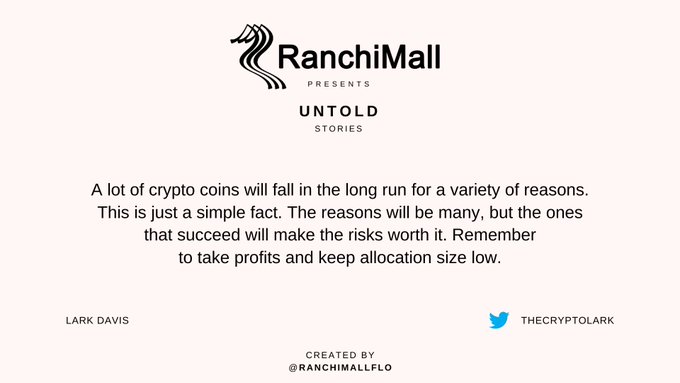 RanchiMall
PRESENTS
UNTOLD
STORIES
A lot of crypto coins will fall in the long run for a variety of reasons.
This is just a simple fact. The reasons will be many, but the ones
that succeed will make the risks worth it. Remember
to take profits and keep allocation size low.
LARK DAVIS
THECRYPTOLARK
CREATED BY
@RANCHIMALLFLO